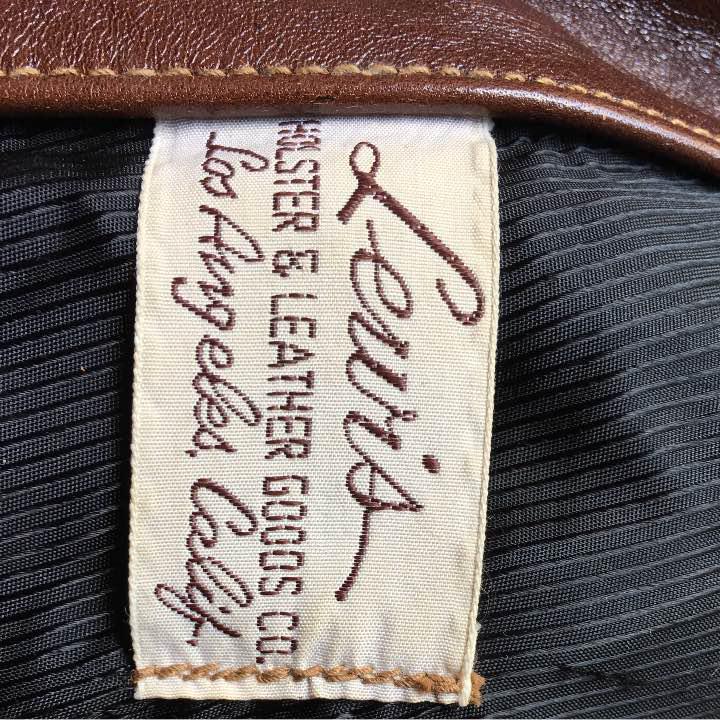 Lewis
HOLSTER & LEATHER GOODS CO.
Los Angeles, Calif.